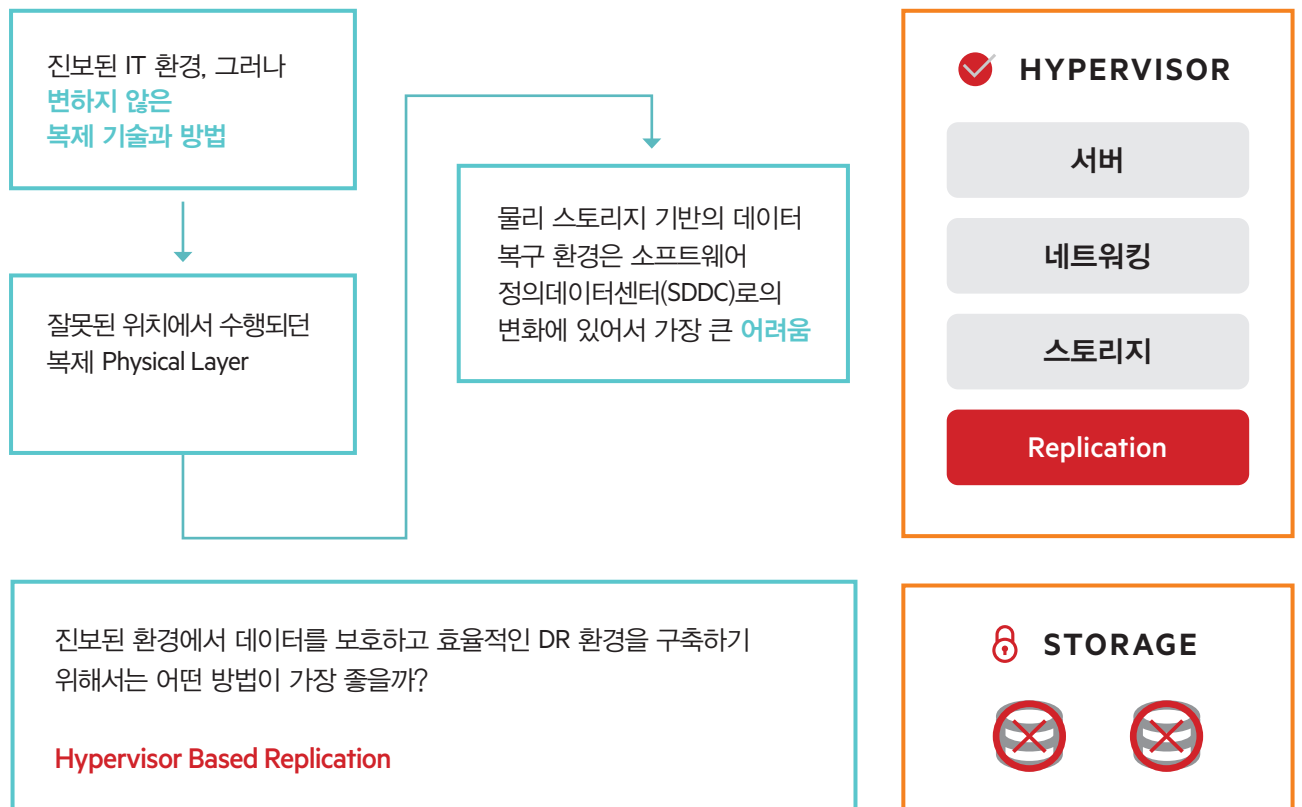 진보된 IT 환경, 그러나
변하지 않은
복제 기술과 방법
잘못된 위치에서 수행되던
복제 Physical Layer
물리 스토리지 기반의 데이터
복구 환경은 소프트웨어
정의데이터센터(SDDC)로의
변화에 있어서 가장 큰 어려움
진보된 환경에서 데이터를 보호하고 효율적인 DR 환경을 구축하기
위해서는 어떤 방법이 가장 좋을까?
Hypervisor Based Replication
HYPERVISOR
서버
네트워킹
스토리지
Replication
STORAGE